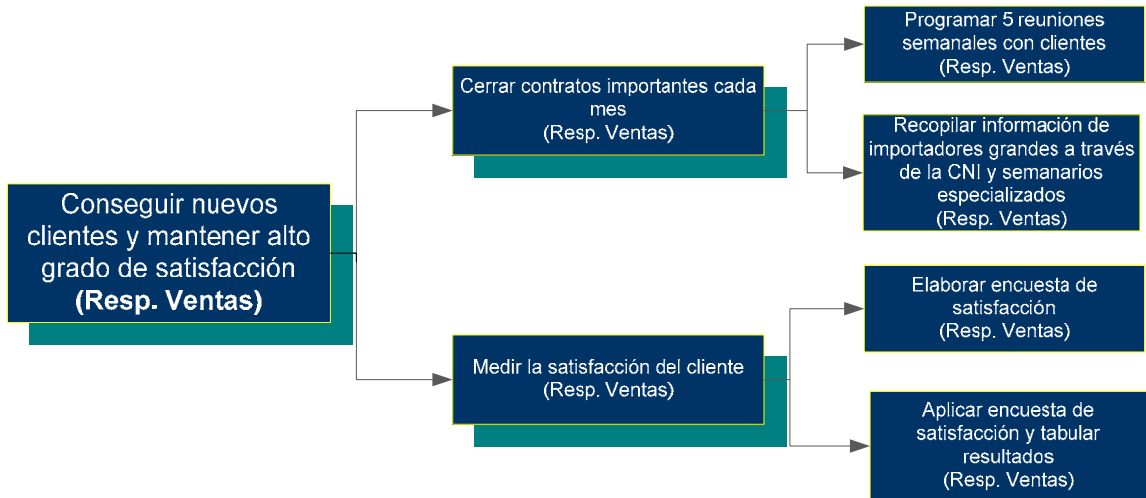 Conseguir nuevos
clientes y mantener alto
grado de satisfacción
(Resp. Ventas)
Cerrar contratos importantes cada
mes
(Resp. Ventas)
Programar 5 reuniones
semanales con clientes
(Resp. Ventas)
Recopilar información de
importadores grandes a través
de la CNI y semanarios
especializados
(Resp. Ventas)
Medir la satisfacción del cliente
(Resp. Ventas)
Elaborar encuesta de
satisfacción
(Resp. Ventas)
Aplicar encuesta de
satisfacción y tabular
resultados
(Resp. Ventas)